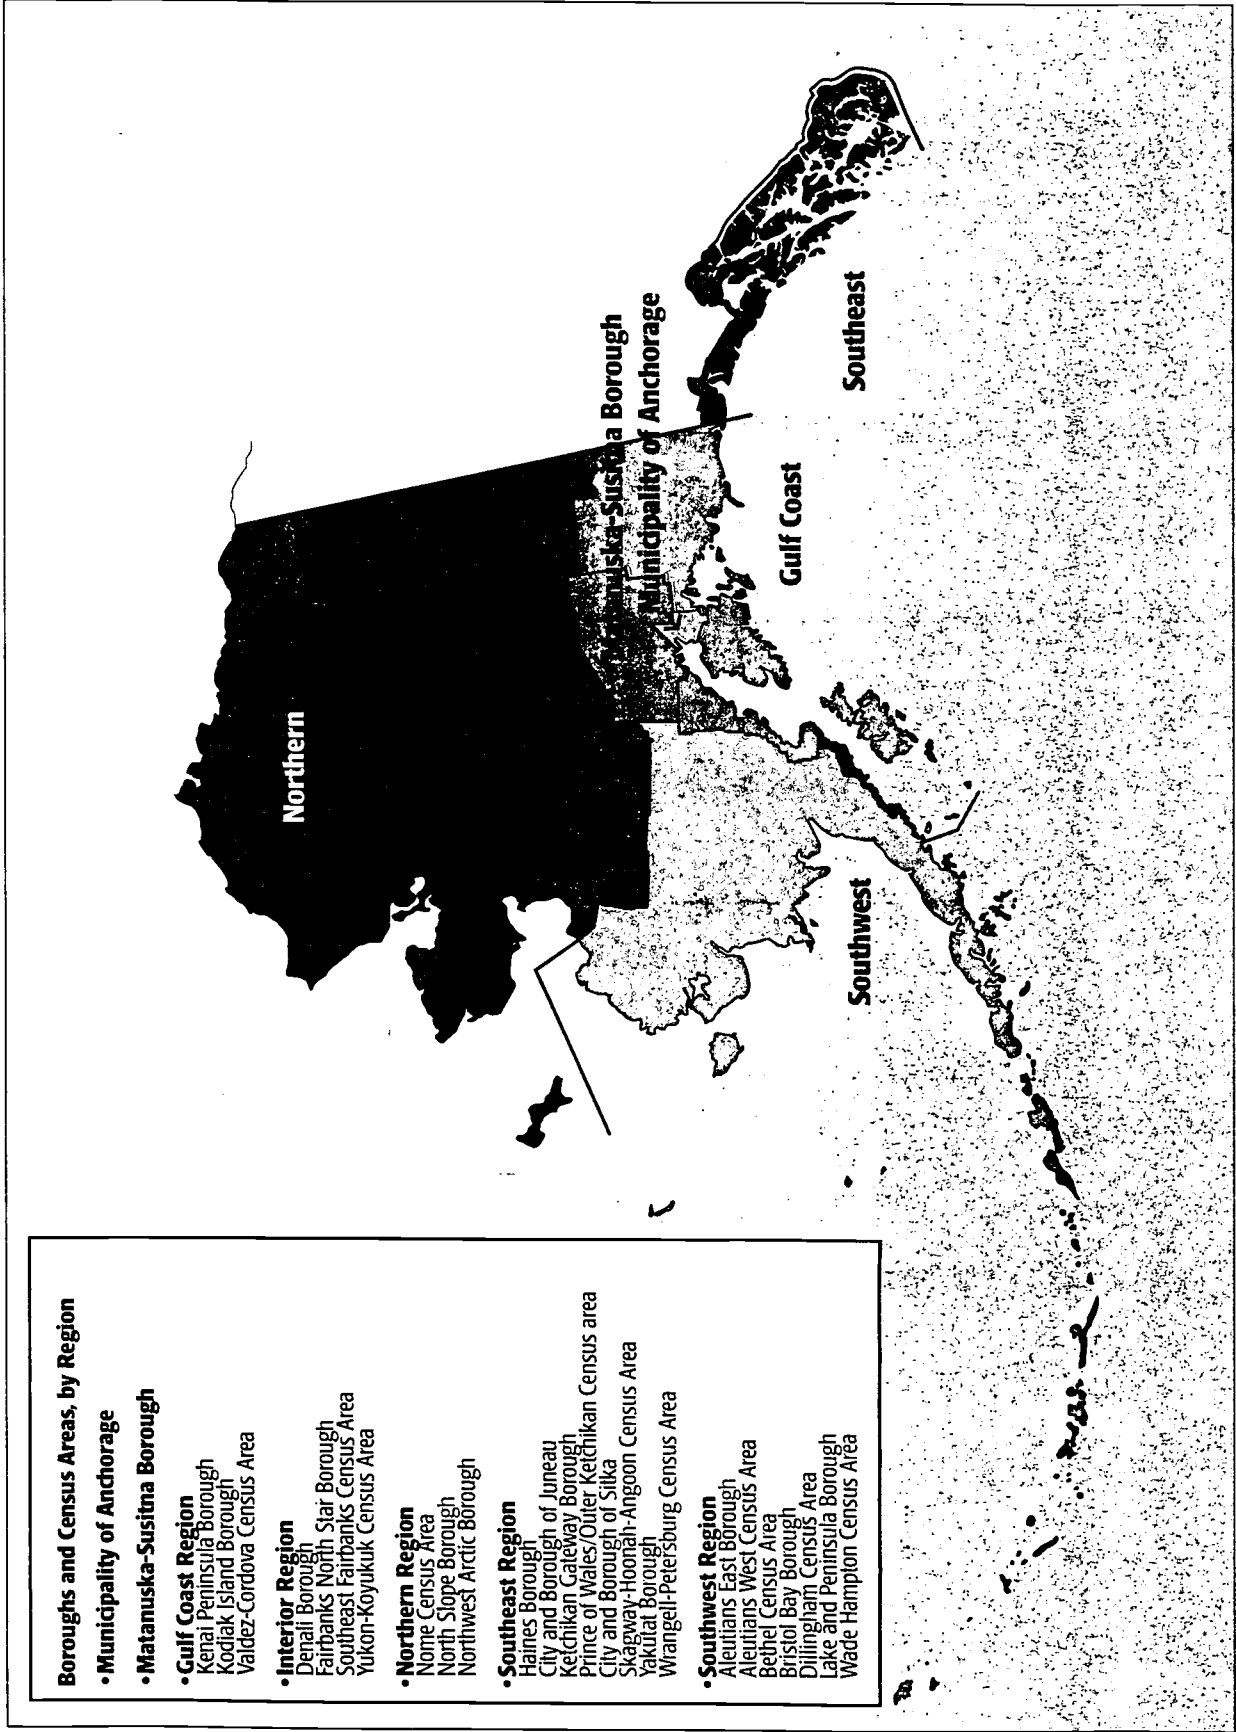 Boroughs and Census Areas, by Region
•Municipality of Anchorage
•Matanuska-Susitna Borough
•Gulf Coast Region
Kenai Peninsula Borough
Kodiak Island Borough
Valdez-Cordova Census Area
•Interior Region
Denali Borough
Fairbanks North Star Borough
Southeast Fairbanks Census Area
Yukon-Koyukuk Census Area
•Northern Region
Nome Census Area
North Slope Borough
Northwest Arctic Borough
•Southeast Region
Haines Borough
City and Borough of Juneau
Ketchikan Gateway Borough
Prince of Wales/Outer Ketchikan Census area
City and Borough of Sitka
Skagway-Hoonah-Angoon Census Area
Yakutat Borough
Wrangell-Petersburg Census Area
•Southwest Region
Aleutians East Borough
Aleutians West Census Area
Bethel Census Area
Bristol Bay Borough
Dillingham Census Area
Lake and Peninsula Borough
Wade Hampton Census Area
Northern
Matanuska-Susitna Borough
Municipality of Anchorage
Gulf Coast
Southeast
Southwest